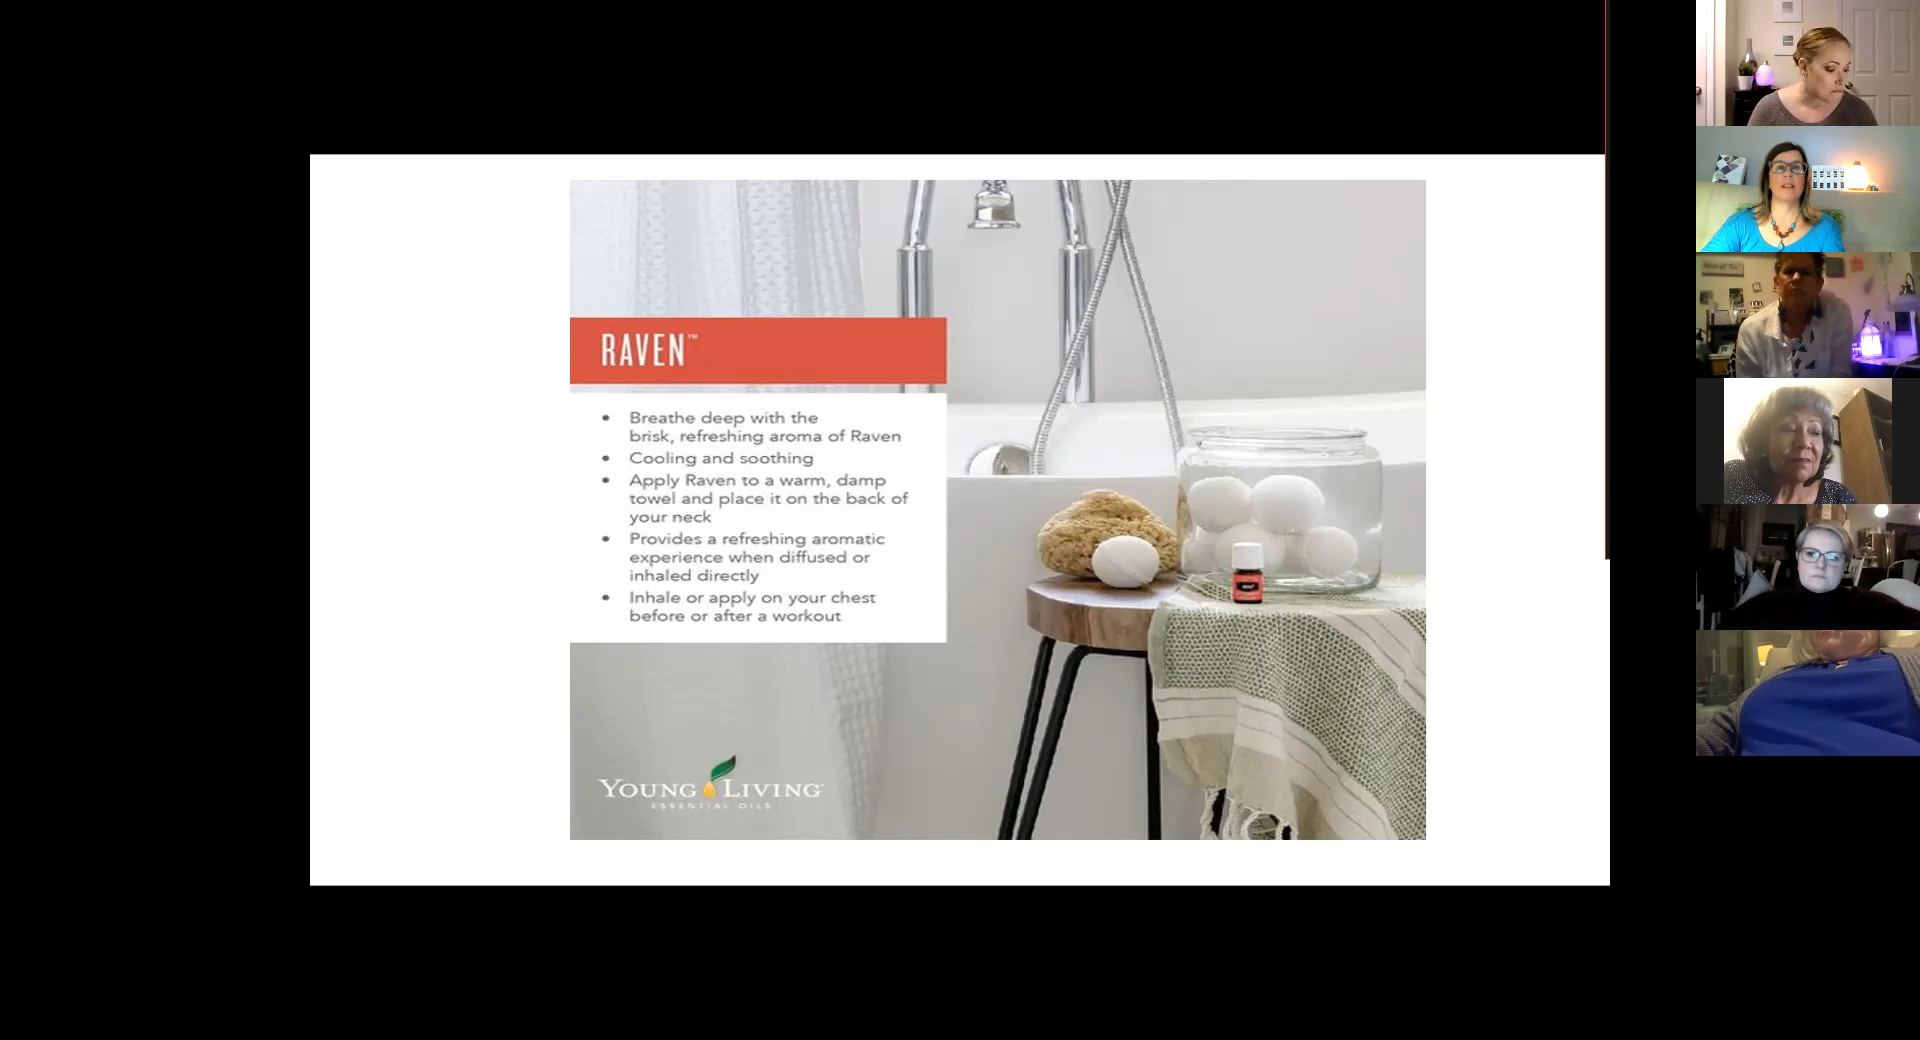 RAVEN™
• Breathe deep with the
brisk, refreshing aroma of Raven
• Cooling and soothing
• Apply Raven to a warm, damp
towel and place it on the back of
your neck
• Provides a refreshing aromatic
experience when diffused or
inhaled directly
• Inhale or apply on your chest
before or after a workout
YOUNG LIVING
ESSENTIAL OILS